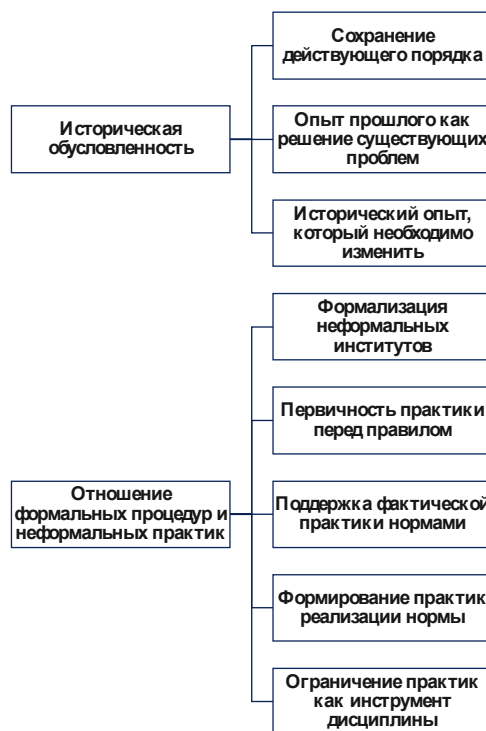 Историческая
обусловленность
Сохранение
действующего порядка
Опыт прошлого как
решение существующих
проблем
Исторический опыт,
который необходимо
изменить
Отношение
формальных процедур и
неформальных практик
Формализация
неформальных
институтов
Первичность практики
перед правилом
Поддержка фактической
практики нормами
Формирование практик
реализации нормы
Ограничение практик
как инструмент
дисциплины